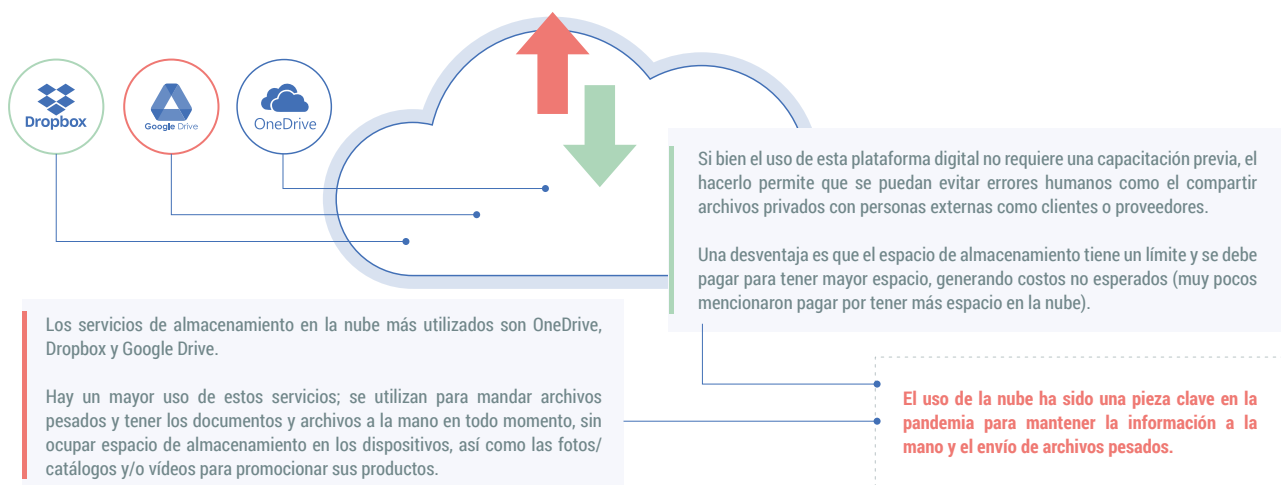 Dropbox
Google Drive
OneDrive
Si bien el uso de esta plataforma digital no requiere una capacitación previa, el
hacerlo permite que se puedan evitar errores humanos como el compartir
archivos privados con personas externas como clientes o proveedores.
Una desventaja es que el espacio de almacenamiento tiene un límite y se debe
pagar para tener mayor espacio, generando costos no esperados (muy pocos
mencionaron pagar por tener más espacio en la nube).
Los servicios de almacenamiento en la nube más utilizados son OneDrive,
Dropbox y Google Drive.
Hay un mayor uso de estos servicios; se utilizan para mandar archivos
pesados y tener los documentos y archivos a la mano en todo momento, sin
ocupar espacio de almacenamiento en los dispositivos, así como las fotos/
catálogos y/o vídeos para promocionar sus productos.
El uso de la nube ha sido una pieza clave en la
pandemia para mantener la información a la
mano y el envío de archivos pesados.